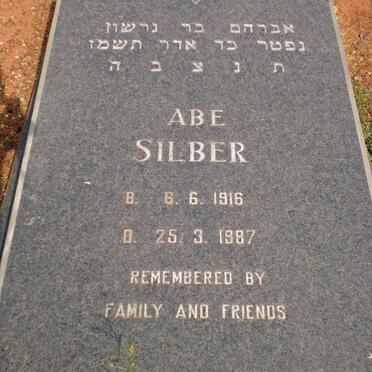 אברהם בר גרשון
נפטר כד אדר תשמז
ת נ צ ב ה
ABE
SILBER
B. 6. 6. 1916
D. 25. 3. 1987
REMEMBERED BY
FAMILY AND FRIENDS